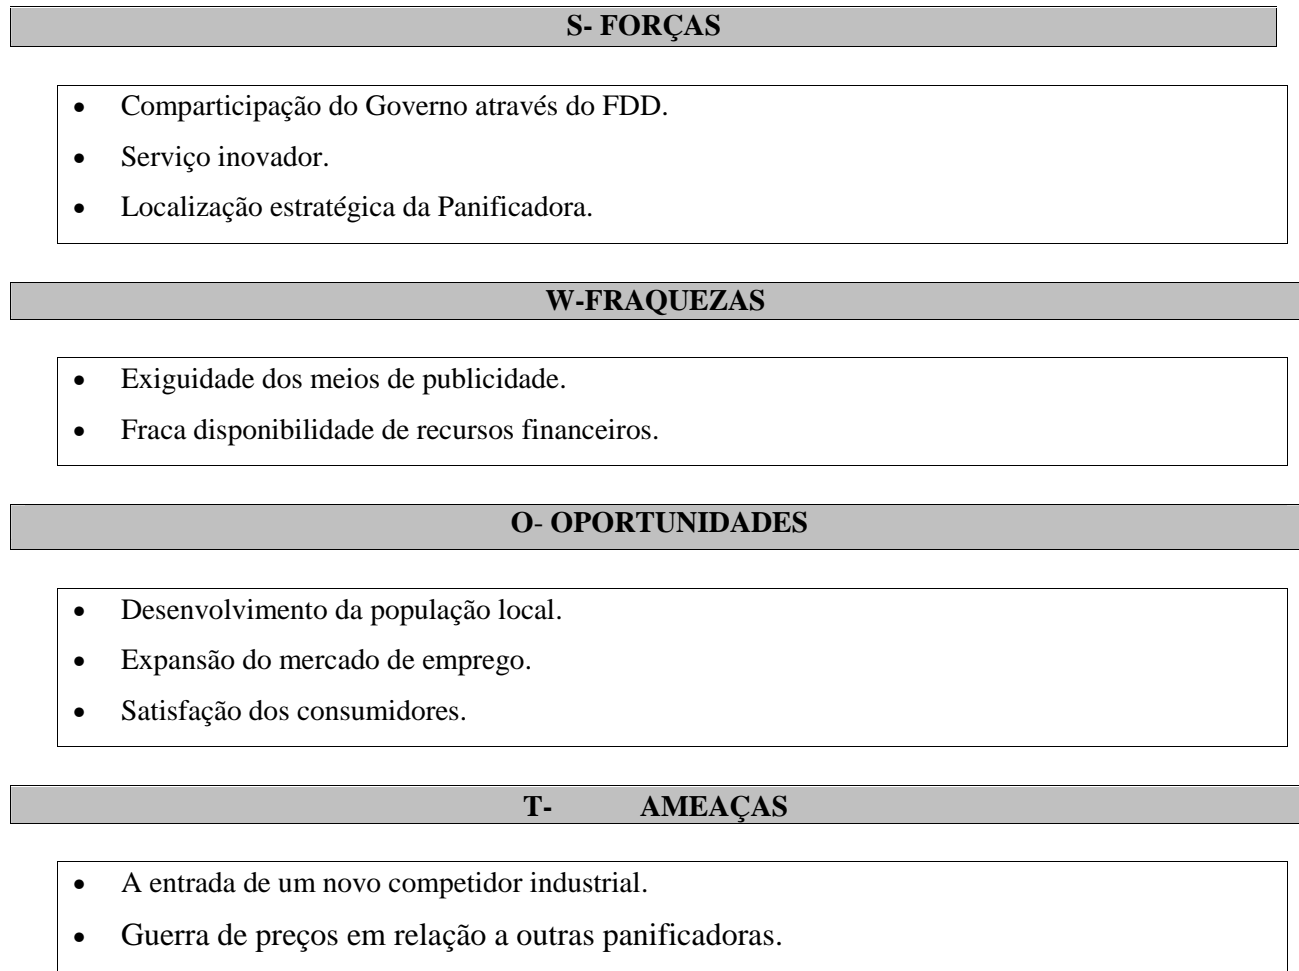 S- FORÇAS
• Comparticipação do Governo através do FDD.
• Serviço inovador.
• Localização estratégica da Panificadora.
W-FRAQUEZAS
• Exiguidade dos meios de publicidade.
• Fraca disponibilidade de recursos financeiros.
O- OPORTUNIDADES
• Desenvolvimento da população local.
• Expansão do mercado de emprego.
• Satisfação dos consumidores.
T- AMEAÇAS
• A entrada de um novo competidor industrial.
• Guerra de preços em relação a outras panificadoras.